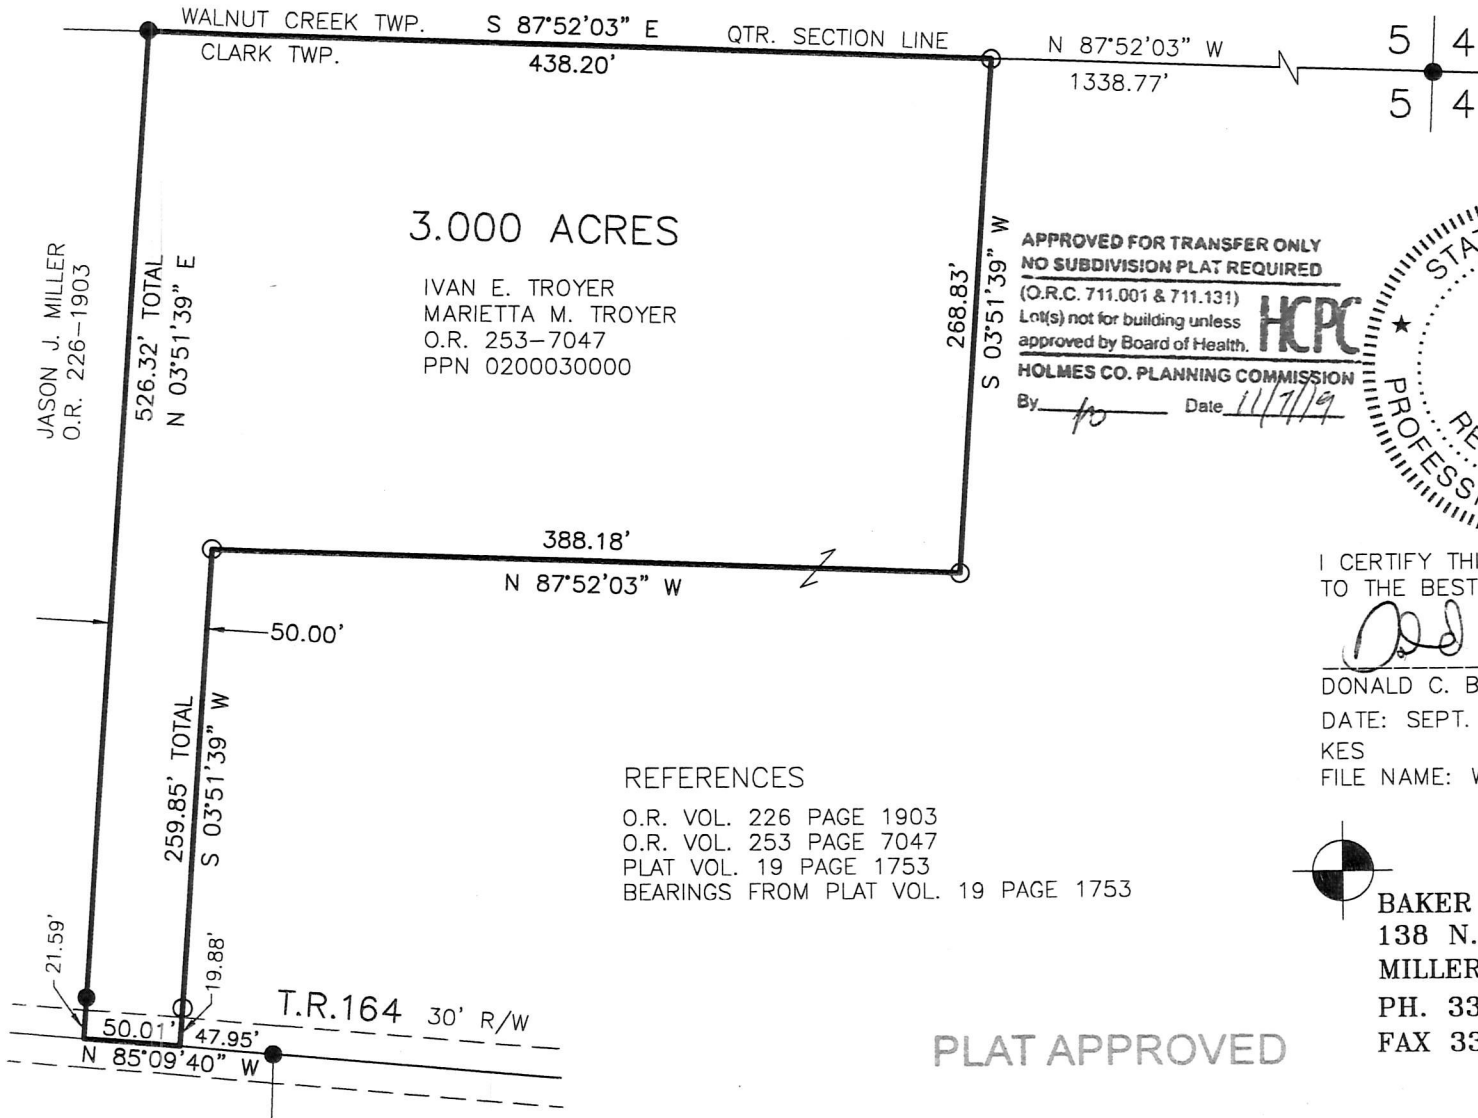 WALNUT CREEK TWP.
S 87°52'03" E
QTR. SECTION LINE
N 87°52'03" W
5 4
CLARK TWP.
438.20'
1338.77'
5 4
3.000 ACRES
IVAN E. TROYER
MARIETTA M. TROYER
O.R. 253-7047
PPN 0200030000
JASON J. MILLER
O.R. 226-1903
526.32' TOTAL
N 03°51'39" E
268.83'
S 03°51'39" W
APPROVED FOR TRANSFER ONLY
NO SUBDIVISION PLAT REQUIRED
(O.R.C. 711.001 & 711.131)
Lot(s) not for building unless
approved by Board of Health.
HCPC
HOLMES CO. PLANNING COMMISSION
By Date 11/7/19
STA
PROFESS
RE
388.18'
N 87°52'03" W
50.00'
259.85' TOTAL
S 03°51'39" W
I CERTIFY THI
TO THE BEST
DONALD C. B
DATE: SEPT.
KES
FILE NAME:
REFERENCES
O.R. VOL. 226 PAGE 1903
O.R. VOL. 253 PAGE 7047
PLAT VOL. 19 PAGE 1753
BEARINGS FROM PLAT VOL. 19 PAGE 1753
21.59'
19.88'
T.R.164 30' R/W
50.01'
47.95'
N 85°09'40" W
PLAT APPROVED
BAKER
138 N.
MILLER
PH. 33
FAX 33